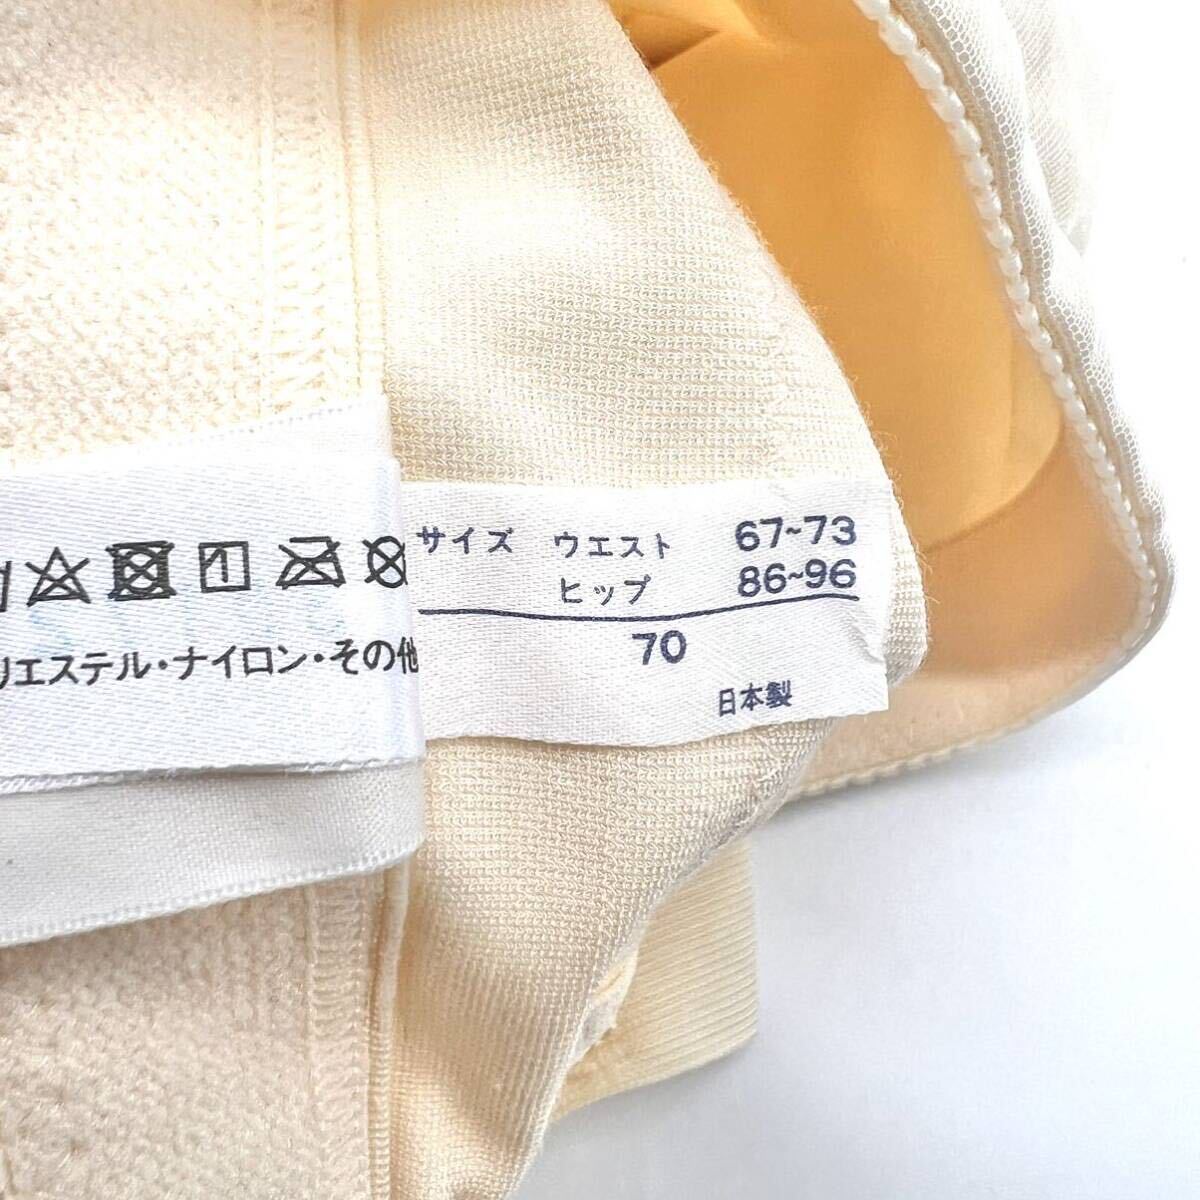 サイズ ウエスト 67~73
ヒップ 86~96
70
日本製
リエステル・ナイロン・その他